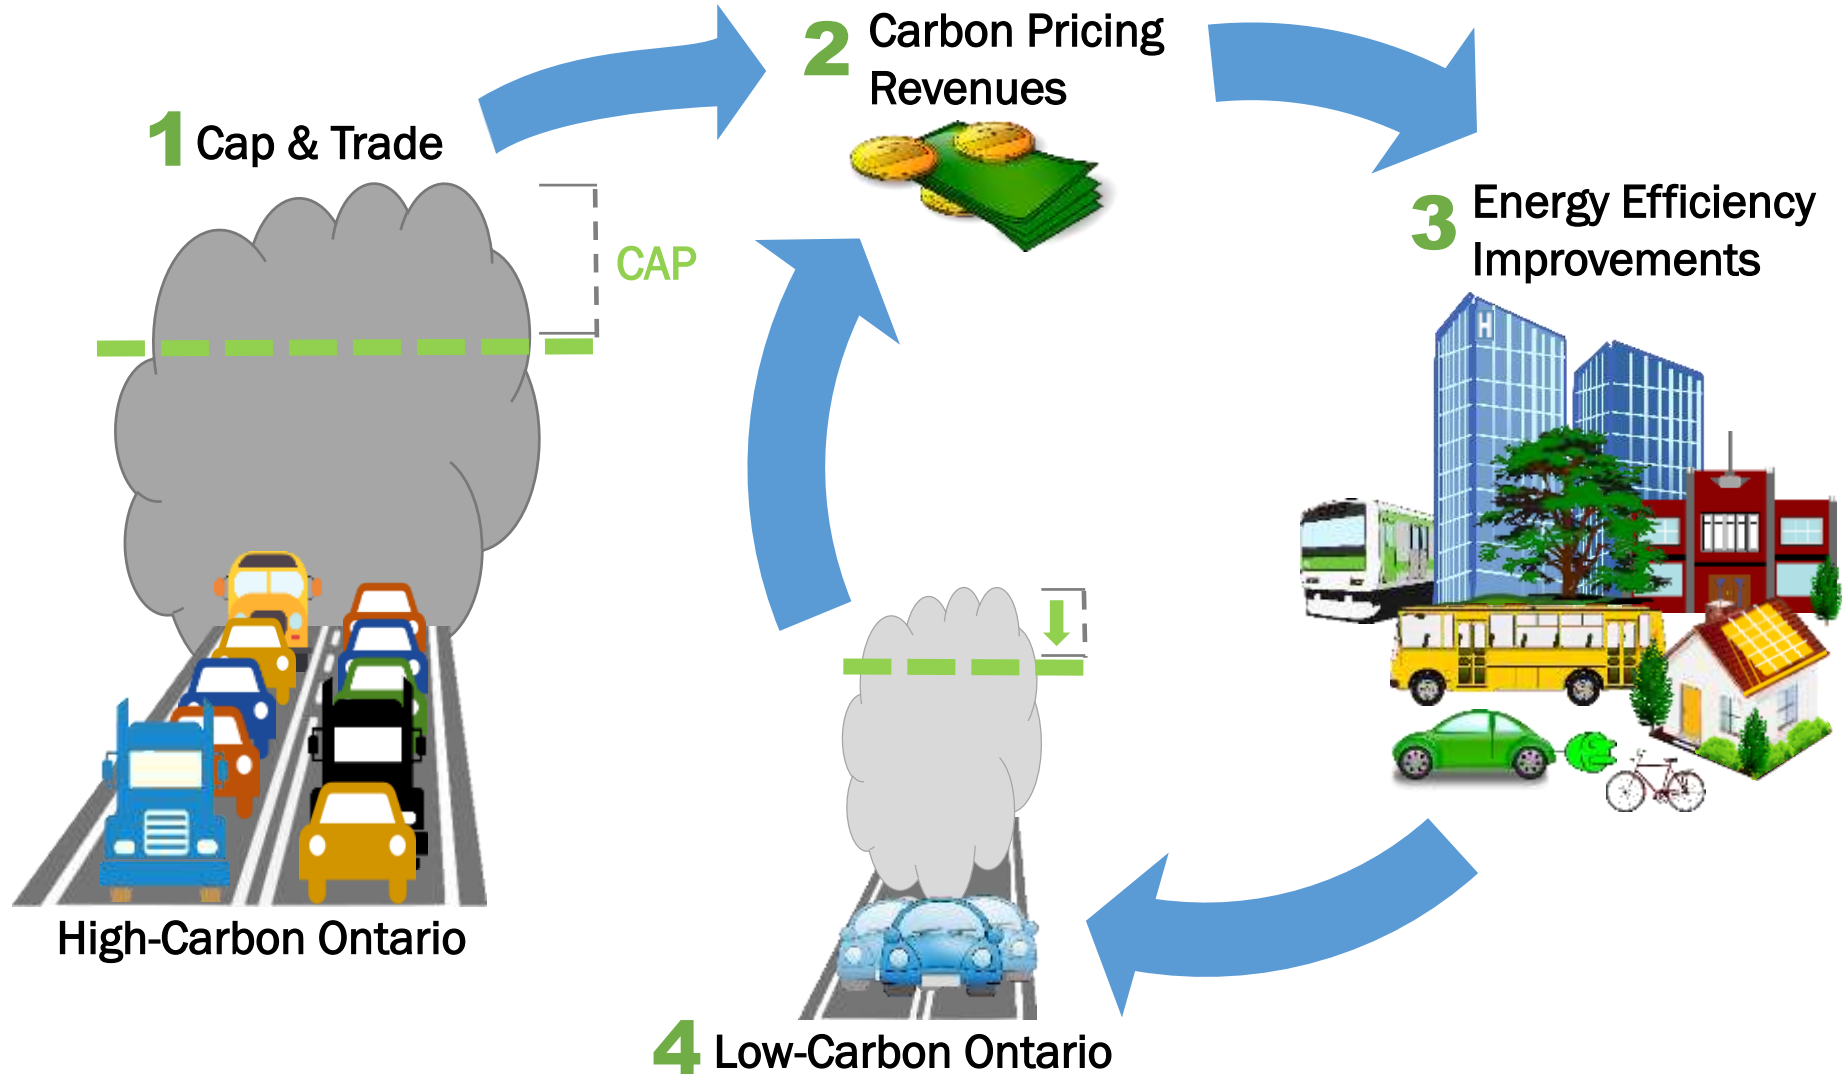 1 Cap & Trade
CAP
High-Carbon Ontario
2 Carbon Pricing
Revenues
3 Energy Efficiency
Improvements
H
4 Low-Carbon Ontario